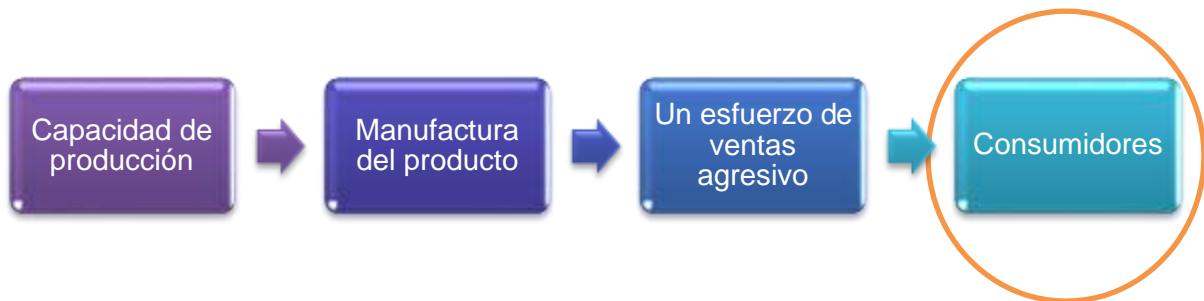 Capacidad de
producción
Manufactura
del producto
Un esfuerzo de
ventas
agresivo
Consumidores